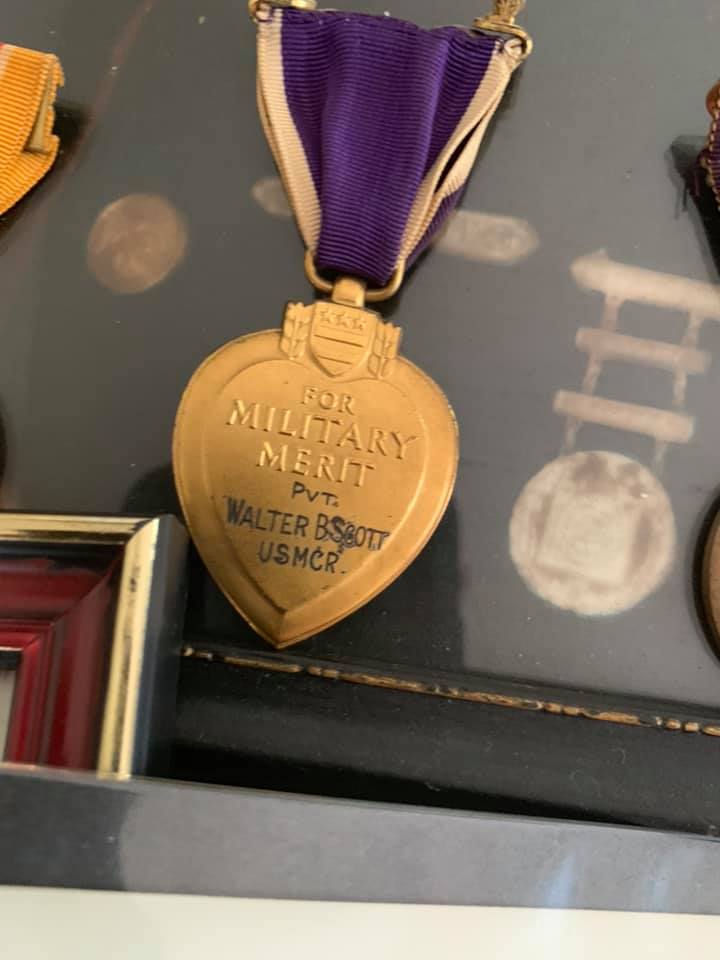 FOR
MILITARY
MERIT
PVT.
WALTER B. SCOTT
USMCR.